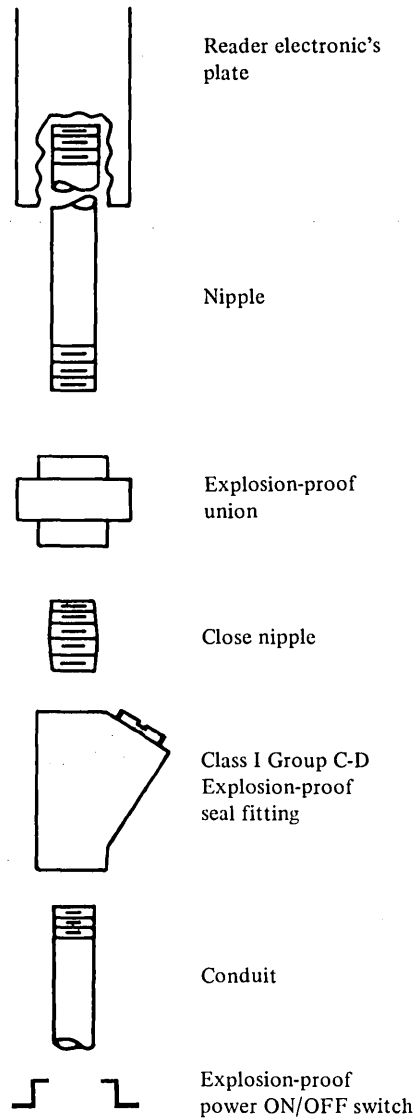 Reader electronic's
plate
Nipple
Explosion-proof
union
Close nipple
Class I Group C-D
Explosion-proof
seal fitting
Conduit
Explosion-proof
power ON/OFF switch